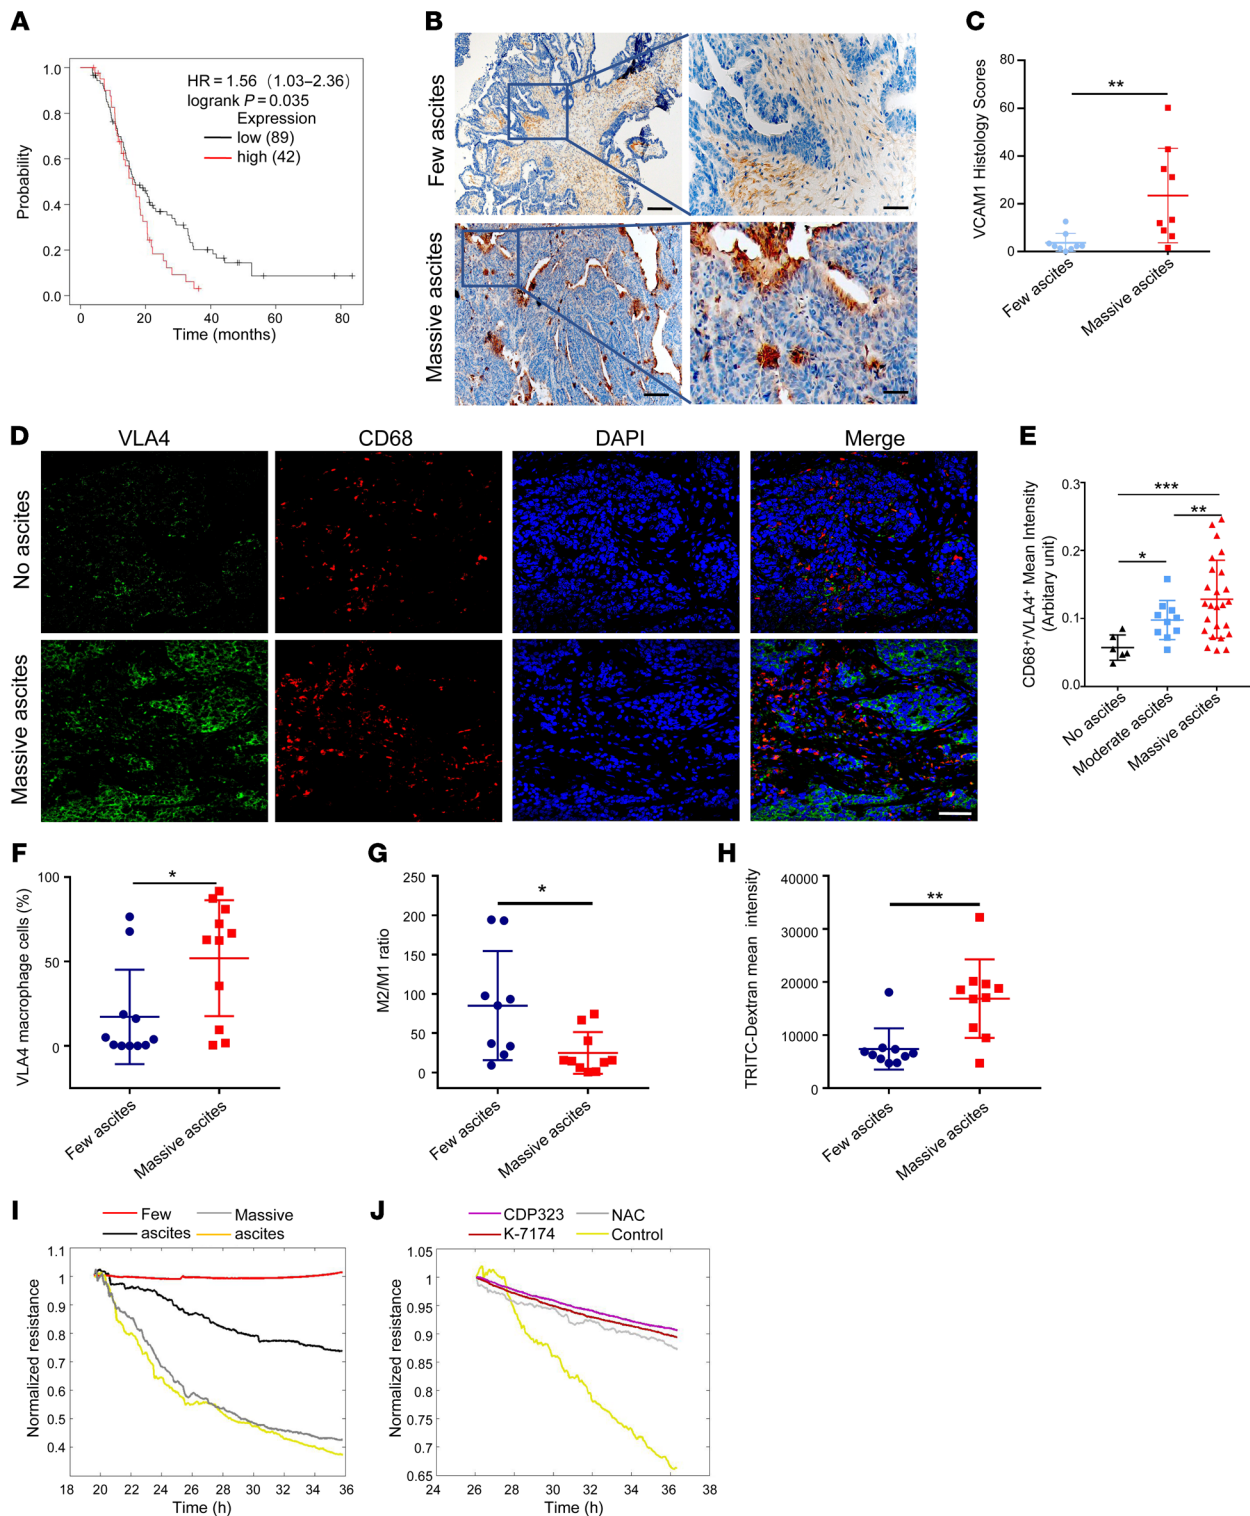 A
HR = 1.56 (1.03–2.36)
logrank P = 0.035
Expression
low (89)
high (42)
Probability
1.0
0.8
0.6
0.4
0.2
0.0
0 20 40 60 80
Time (months)
B
Few ascites
Massive ascites
C
VCAM1 Histology Scores
80
60
40
20
0
**
Few ascites
Massive ascites
D
VLA4 CD68 DAPI Merge
No ascites
Massive ascites
E
CD68+/VLA4+ Mean Intensity
(Arbitary unit)
0.3
0.2
0.1
0.0
***
**
*
No ascites
Moderate ascites
Massive ascites
F
VLA4 macrophage cells (%)
100
50
0
*
Few ascites
Massive ascites
G
M2/M1 ratio
250
200
150
100
50
0
*
Few ascites
Massive ascites
H
TRITC-Dextran mean intensity
40000
30000
20000
10000
0
**
Few ascites
Massive ascites
I
Few Massive
ascites ascites
Normalized resistance
1.1
1
0.9
0.8
0.7
0.6
0.5
0.4
18 20 22 24 26 28 30 32 34 36
Time (h)
J
CDP323 NAC
K-7174 Control
Normalized resistance
1.05
1
0.95
0.9
0.85
0.8
0.75
0.7
0.65
24 26 28 30 32 34 36 38
Time (h)